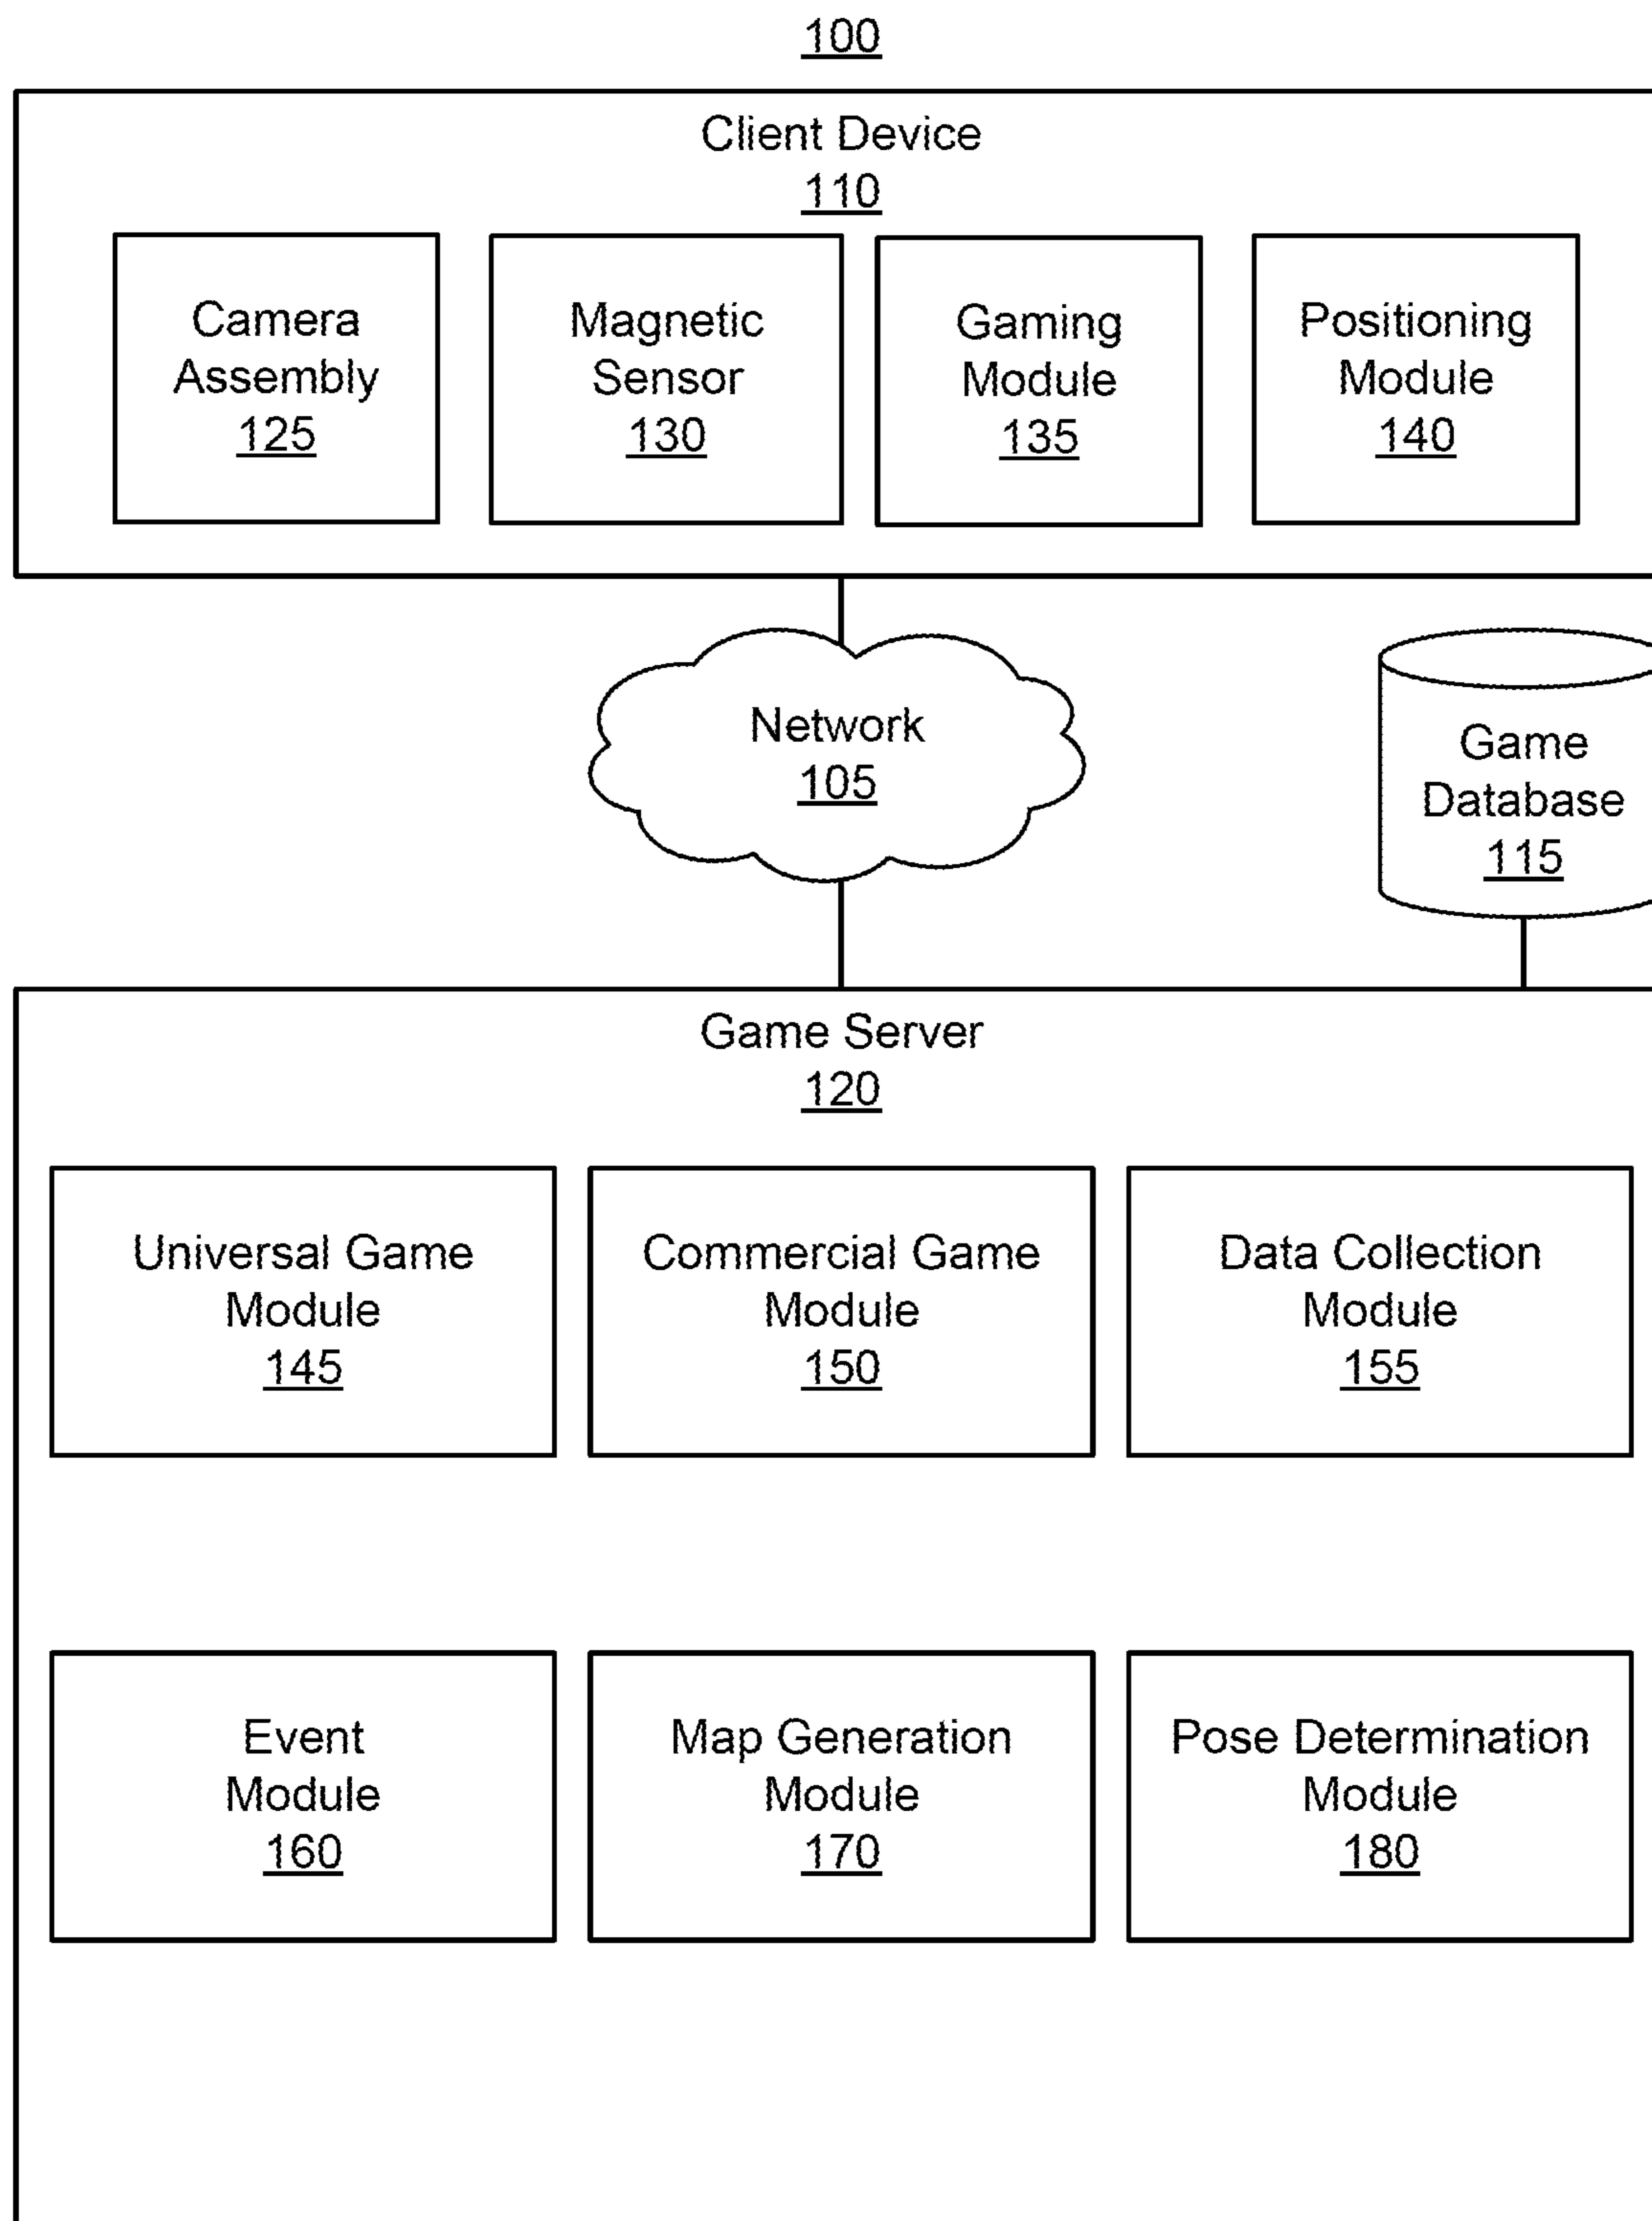 100
Client Device
110
Camera
Assembly
125
Magnetic
Sensor
130
Gaming
Module
135
Positioning
Module
140
Network
105
Game
Database
115
Game Server
120
Universal Game
Module
145
Commercial Game
Module
150
Data Collection
Module
155
Event
Module
160
Map Generation
Module
170
Pose Determination
Module
180